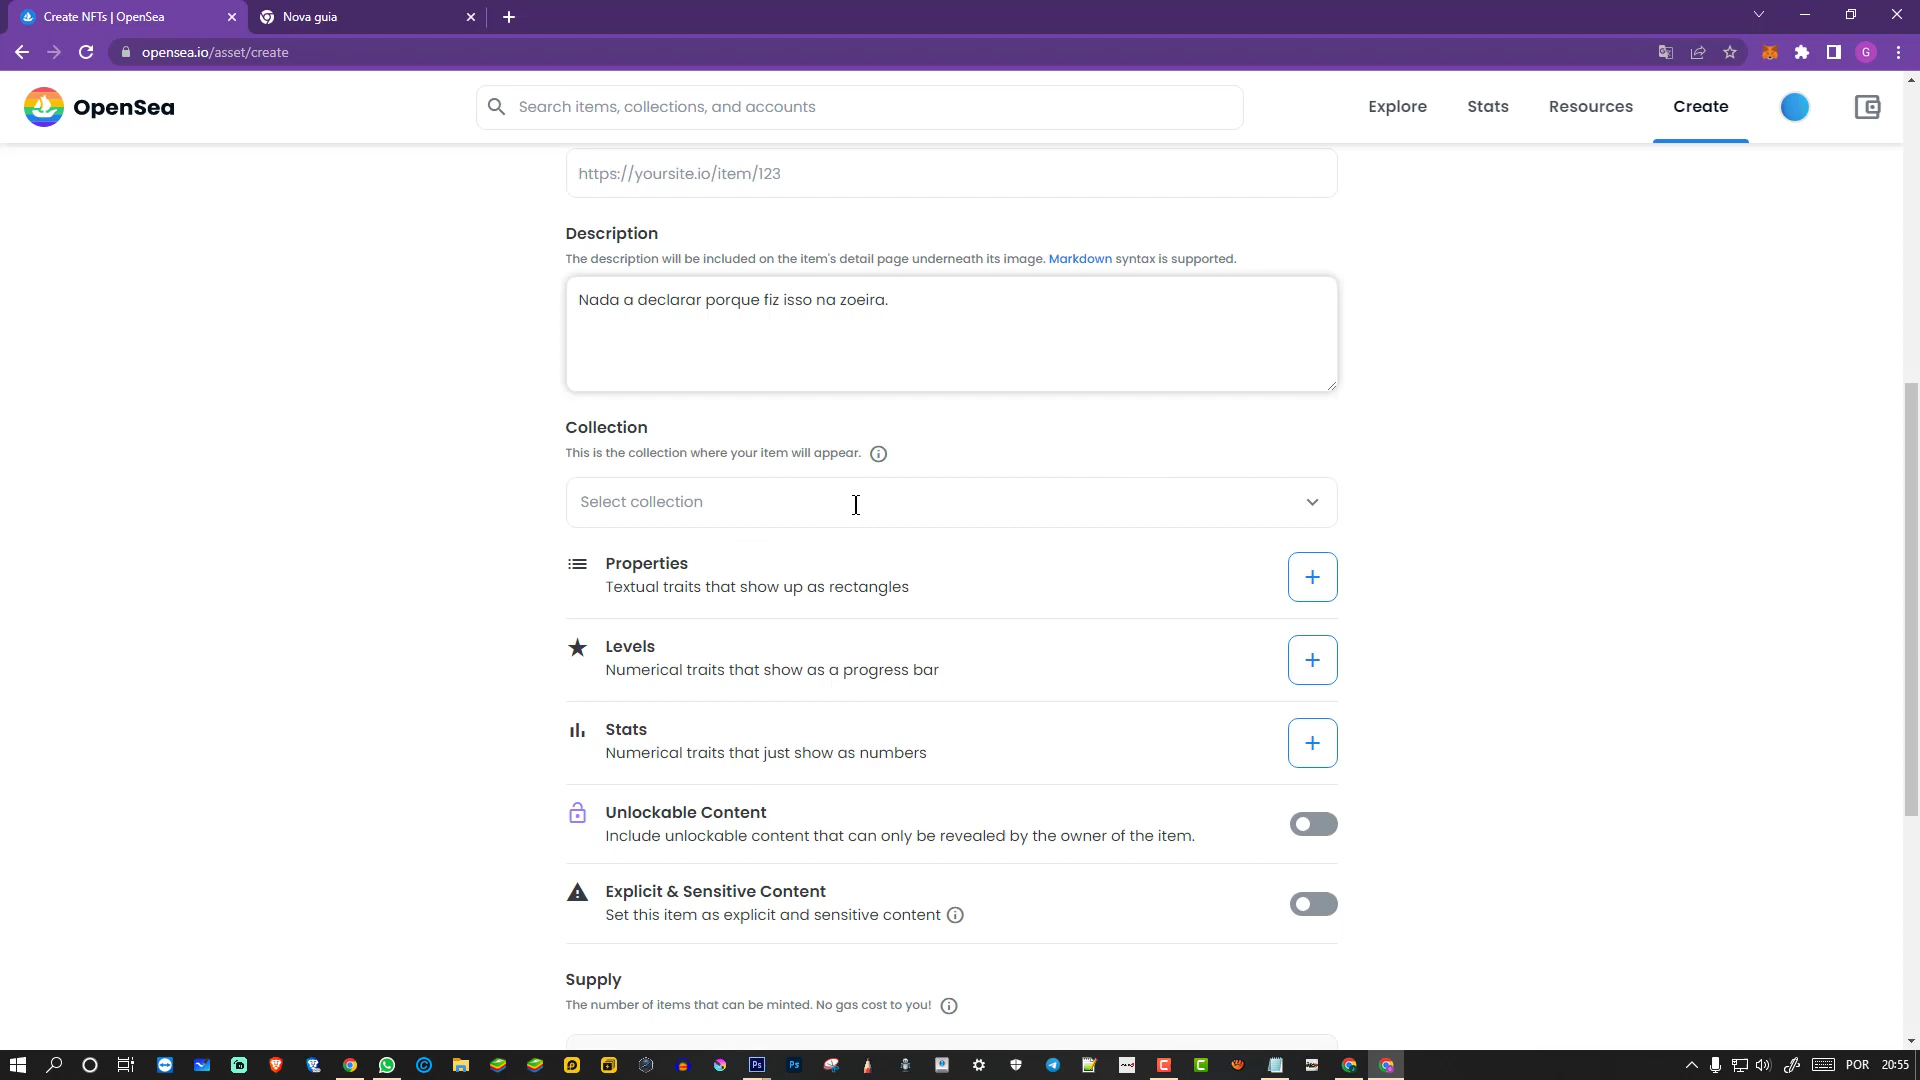 Create NFTs | OpenSea
Nova guia
opensea.io/asset/create
G
OpenSea
Search items, collections, and accounts
Explore
Stats
Resources
Create
https://yoursite.io/item/123
Description
The description will be included on the item's detail page underneath its image. Markdown syntax is supported.
Nada a declarar porque fiz isso na zoeira.
Collection
This is the collection where your item will appear.
Select collection
Properties
Textual traits that show up as rectangles
Levels
Numerical traits that show as a progress bar
Stats
Numerical traits that just show as numbers
Unlockable Content
Include unlockable content that can only be revealed by the owner of the item.
Explicit & Sensitive Content
Set this item as explicit and sensitive content
Supply
The number of items that can be minted. No gas cost to you!
Ps
Ps
POR
20:55